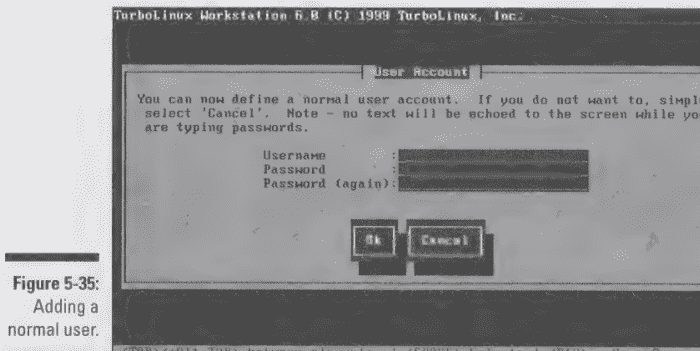 TurboLinux Workstation 6.0 (C) 1999 TurboLinux, Inc.
User Account
You can now define a normal user account. If you do not want to, simpl
select 'Cancel'. Note - no text will be echoed to the screen while yo
are typing passwords.
Username :
Password :
Password (again):
Ok Cancel
Figure 5-35:
Adding a
normal user.